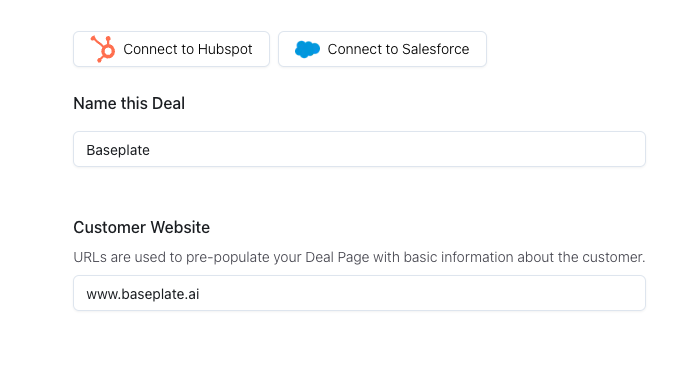 Connect to Hubspot Connect to Salesforce
Name this Deal
Baseplate
Customer Website
URLs are used to pre-populate your Deal Page with basic information about the customer.
www.baseplate.ai